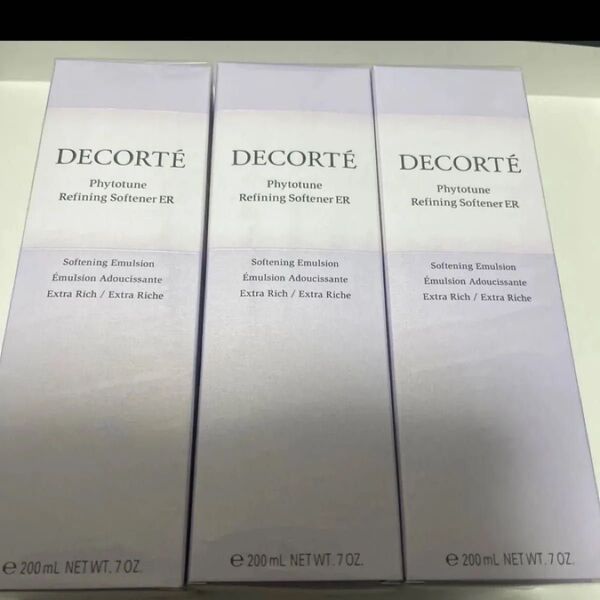 DECORTÉ
Phytotune
Refining Softener ER
Softening Emulsion
Émulsion Adoucissante
Extra Rich / Extra Riche
℮ 200 mL NET WT. 7 OZ.
DECORTÉ
Phytotune
Refining Softener ER
Softening Emulsion
Émulsion Adoucissante
Extra Rich / Extra Riche
℮ 200 mL NET WT. 7 OZ.
DECORTÉ
Phytotune
Refining Softener ER
Softening Emulsion
Émulsion Adoucissante
Extra Rich / Extra Riche
℮ 200 mL NET WT. 7 OZ.